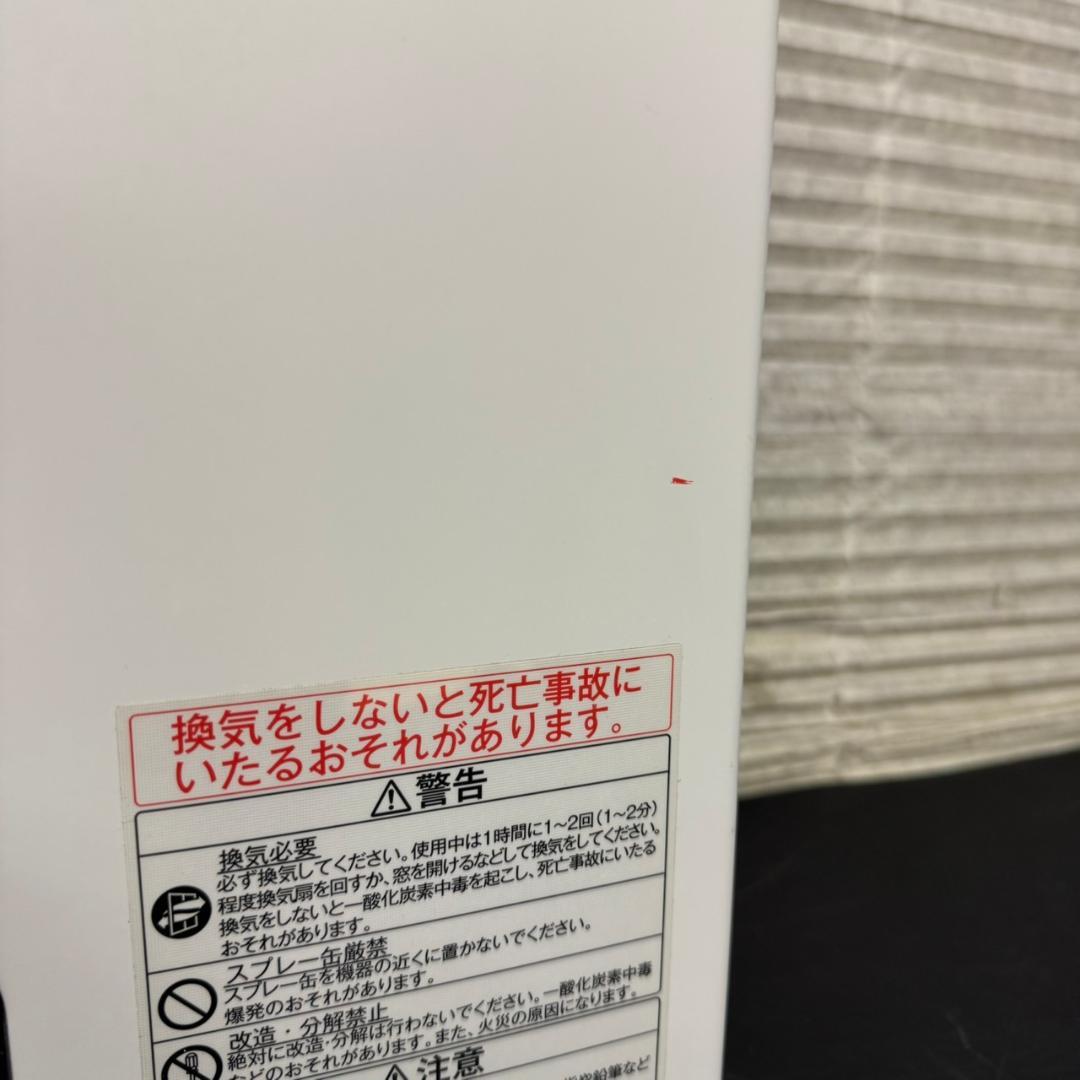 換気をしないと死亡事故に
いたるおそれがあります。
警告
換気必要
必ず換気してください。使用中は1時間に1~2回(1~2分)
程度換気扇を回すか、窓を開けるなどして換気をしてください。
換気をしないと一酸化炭素中毒を起こし、死亡事故にいたる
おそれがあります。
スプレー缶厳禁
スプレー缶を機器の近くに置かないでください。
爆発のおそれがあります。
改造・分解禁止
絶対に改造・分解は行わないでください。一酸化炭素中毒
などのおそれがあります。また、火災の原因になります。
注意
や鉛筆など